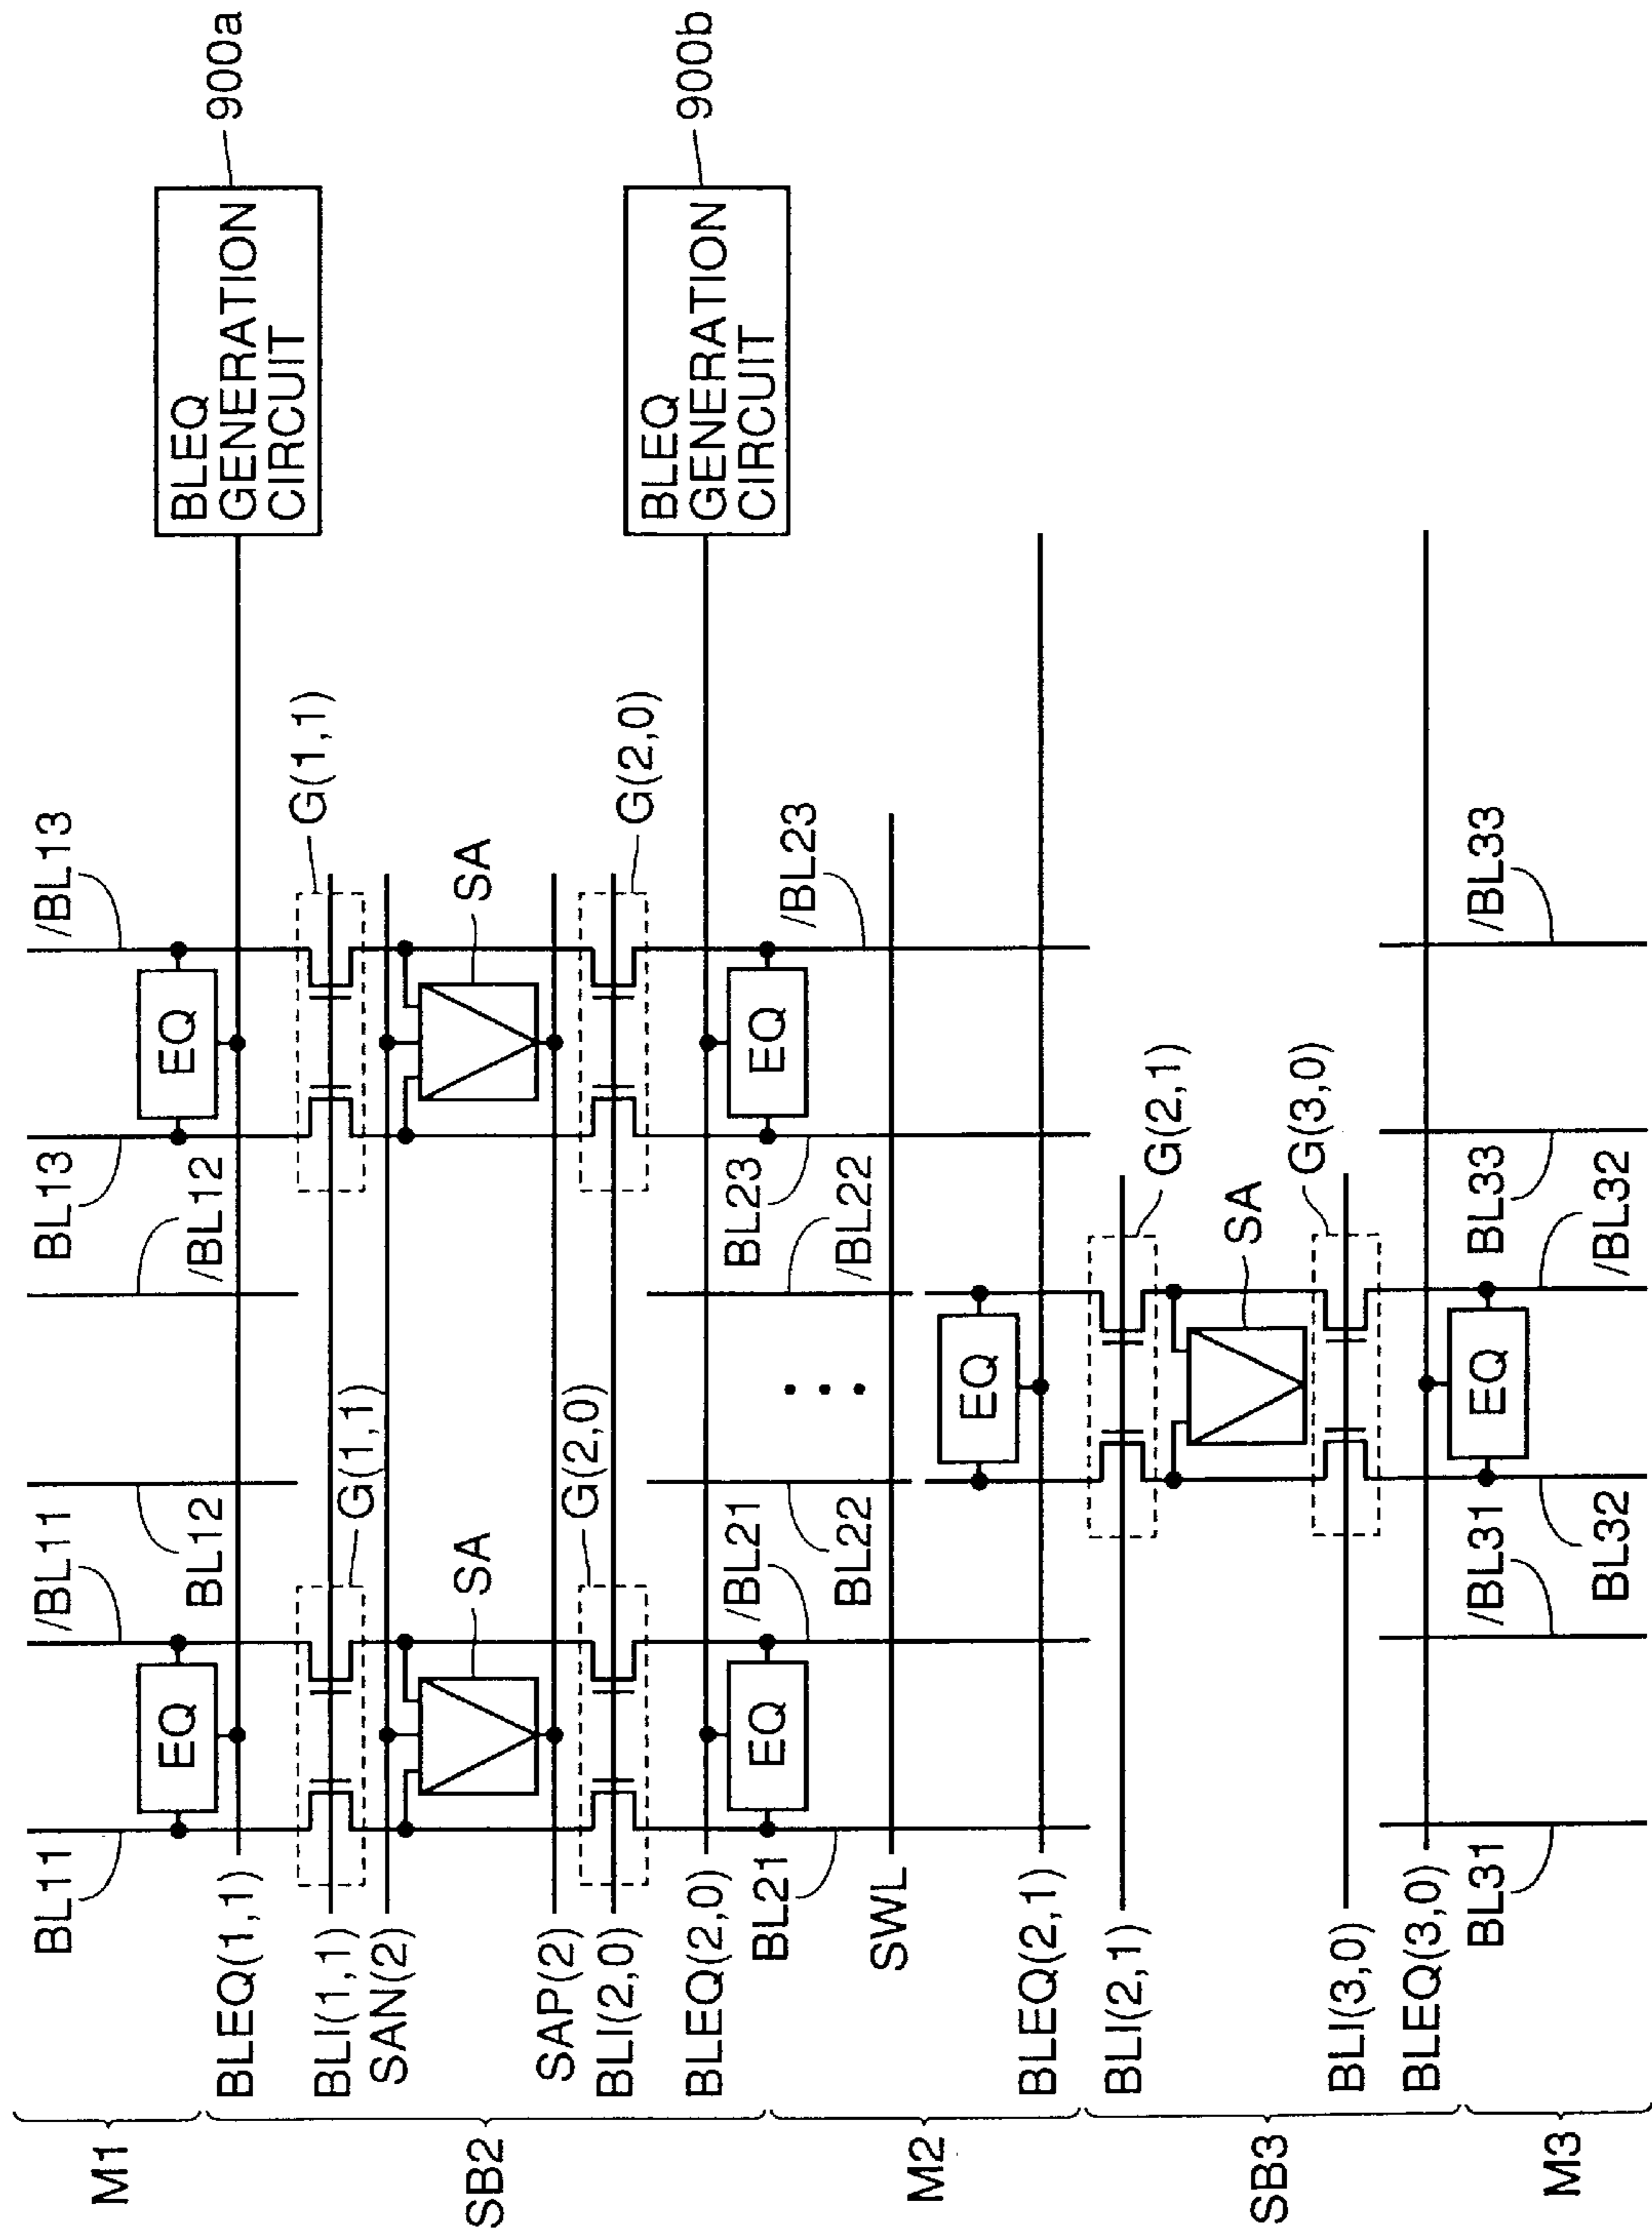 M1
SB2
M2
SB3
M3
BLEQ(1,1)
BLI(1,1)
SAN(2)
SAP(2)
BLI(2,0)
BLEQ(2,0)
SWL
BLEQ(2,1)
BLI(2,1)
BLI(3,0)
BLEQ(3,0)
BL11
/BL11
BL12
/BL12
BL13
/BL13
EQ
EQ
BLEQ
GENERATION
CIRCUIT
900a
G(1,1)
G(1,1)
SA
SA
G(2,0)
G(2,0)
BLEQ
GENERATION
CIRCUIT
900b
EQ
EQ
BL21
/BL21
BL22
/BL22
BL23
/BL23
EQ
G(2,1)
SA
G(3,0)
EQ
BL31
/BL31
BL32
/BL32
BL33
/BL33